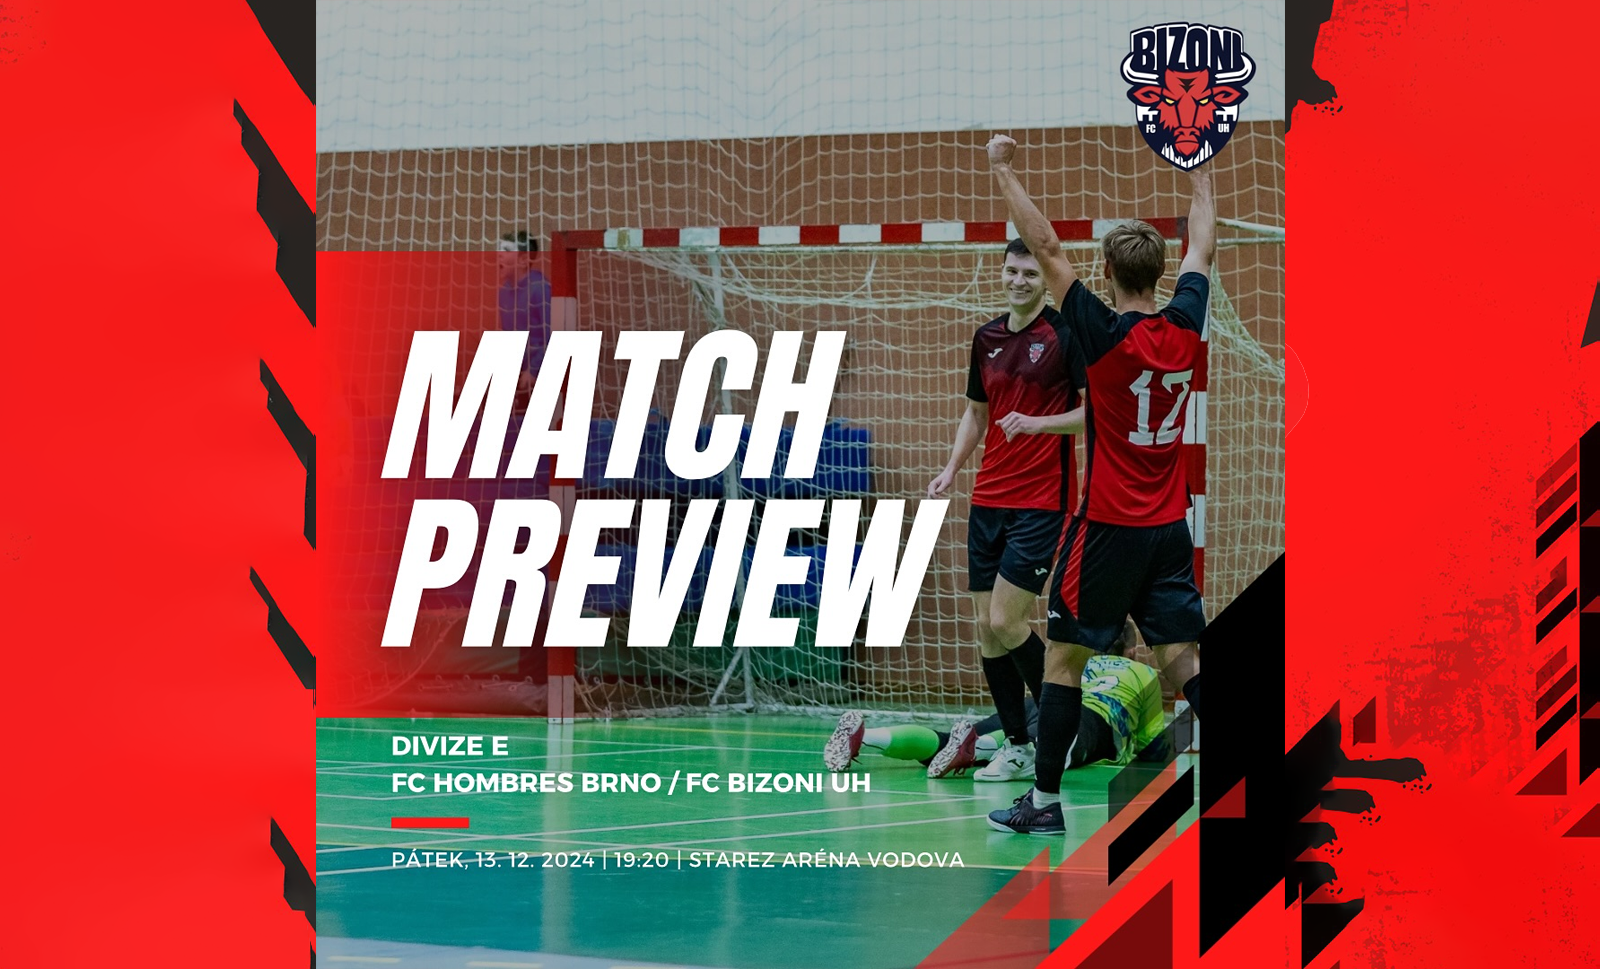 BIZONI
FC UH
MATCH
PREVIEW
12
DIVIZE E
FC HOMBRES BRNO / FC BIZONI UH
PÁTEK, 13. 12. 2024 | 19:20 | STAREZ ARÉNA VODOVA